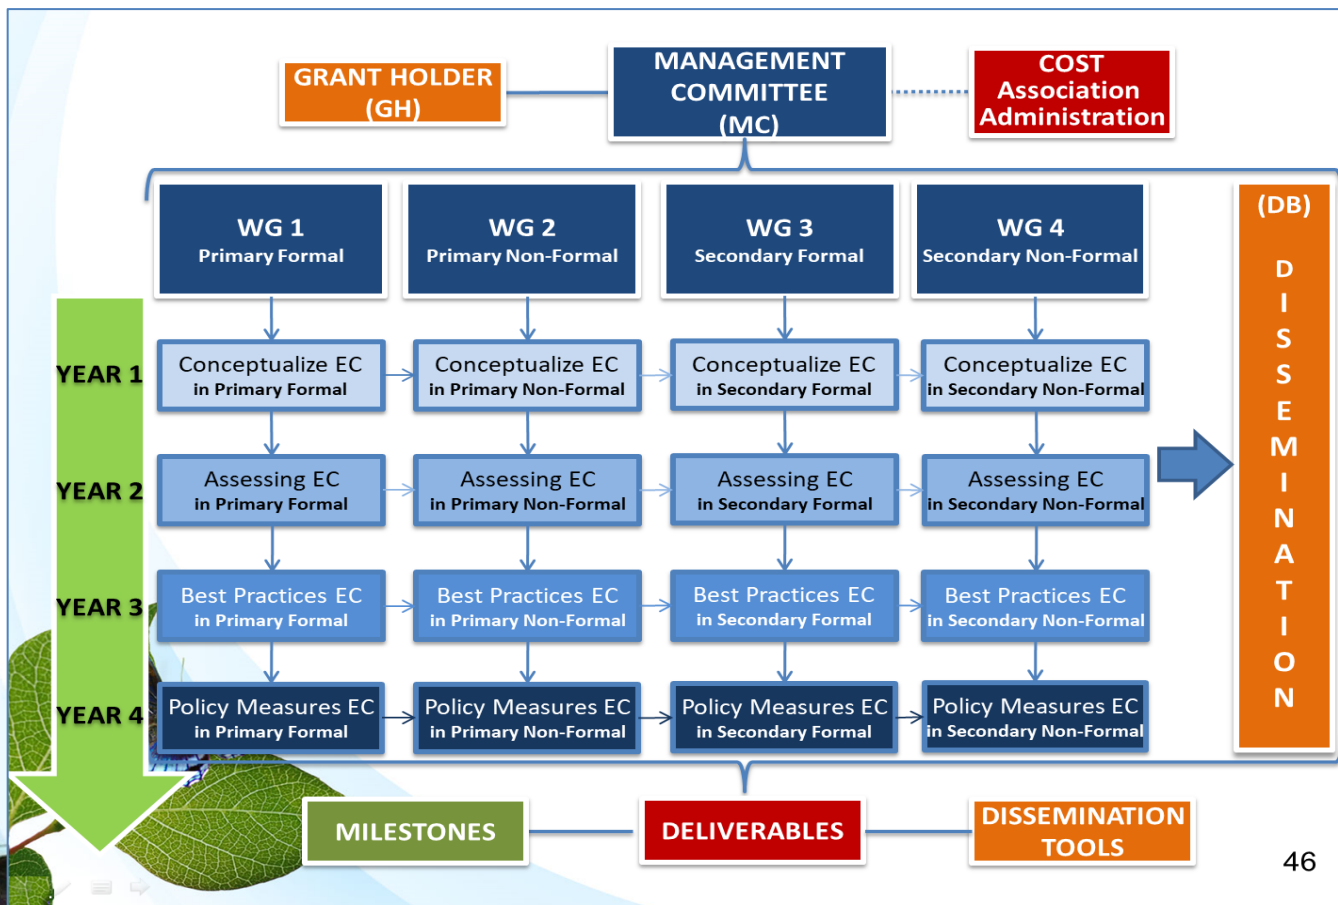 GRANT HOLDER
(GH)
MANAGEMENT
COMMITTEE
(MC)
COST
Association
Administration
WG 1
Primary Formal
WG 2
Primary Non-Formal
WG 3
Secondary Formal
WG 4
Secondary Non-Formal
(DB)
DISSEMINATION
YEAR 1
Conceptualize EC
in Primary Formal
Conceptualize EC
in Primary Non-Formal
Conceptualize EC
in Secondary Formal
Conceptualize EC
in Secondary Non-Formal
YEAR 2
Assessing EC
in Primary Formal
Assessing EC
in Primary Non-Formal
Assessing EC
in Secondary Formal
Assessing EC
in Secondary Non-Formal
YEAR 3
Best Practices EC
in Primary Formal
Best Practices EC
in Primary Non-Formal
Best Practices EC
in Secondary Formal
Best Practices EC
in Secondary Non-Formal
YEAR 4
Policy Measures EC
in Primary Formal
Policy Measures EC
in Primary Non-Formal
Policy Measures EC
in Secondary Formal
Policy Measures EC
in Secondary Non-Formal
MILESTONES
DELIVERABLES
DISSEMINATION
TOOLS
46